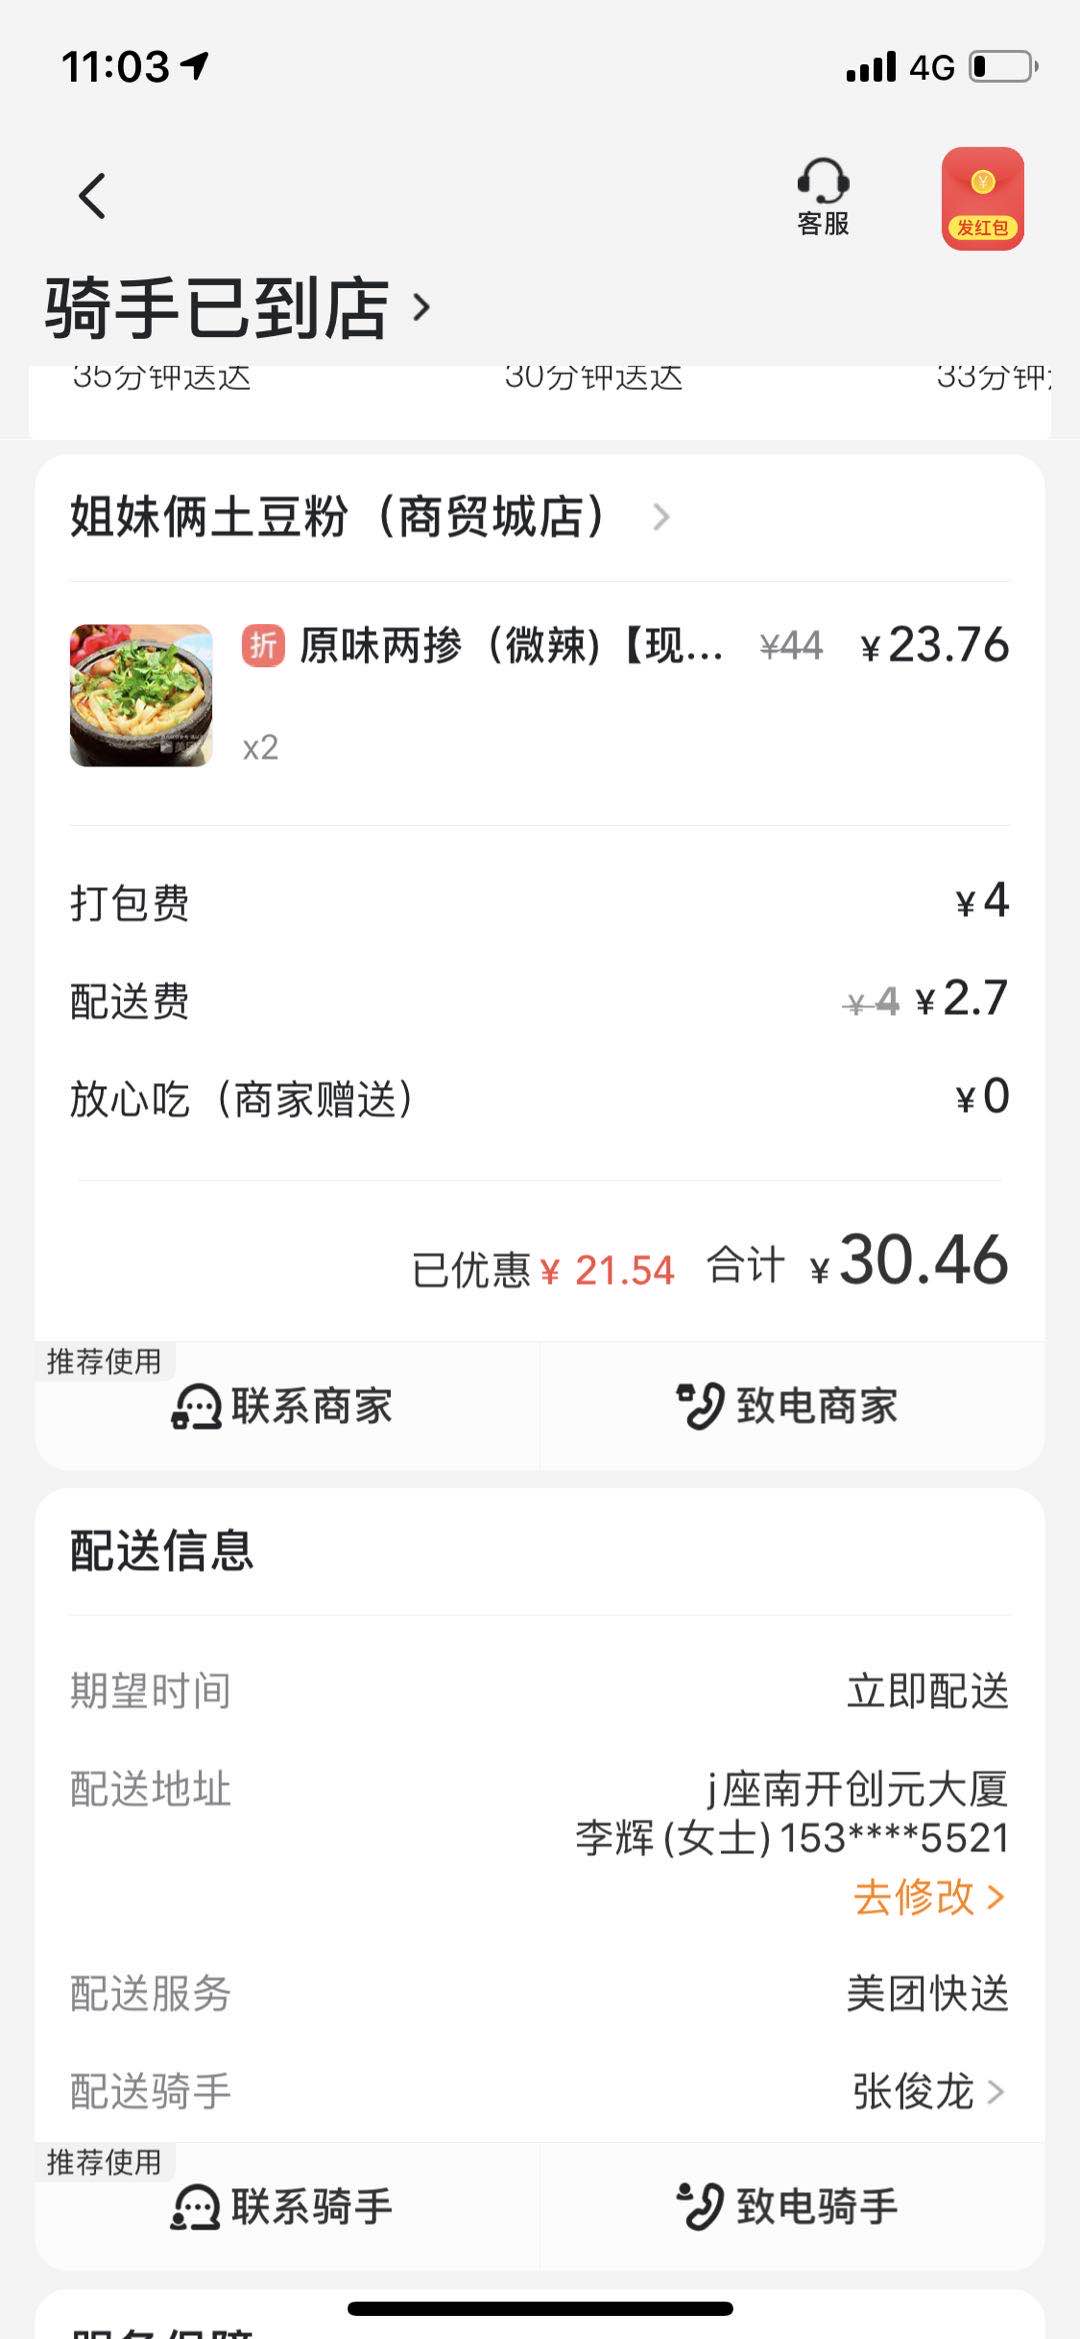 11:03
4G
客服
发红包
骑手已到店
35分钟送达 30分钟送达 33分钟
姐妹俩土豆粉（商贸城店）
折 原味两掺（微辣)【现... ¥44 ¥23.76
x2
打包费 ¥4
配送费 ¥4 ¥2.7
放心吃（商家赠送） ¥0
已优惠¥ 21.54 合计 ¥30.46
推荐使用
联系商家 致电商家
配送信息
期望时间 立即配送
配送地址 j座南开创元大厦
李辉(女士)153****5521
去修改
配送服务 美团快送
配送骑手 张俊龙
推荐使用
联系骑手 致电骑手
服务保障